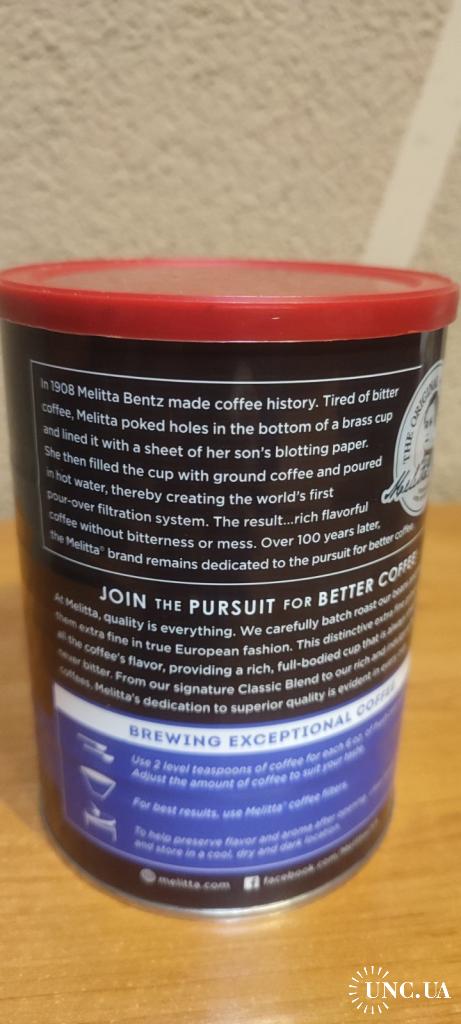 In 1908 Melitta Bentz made coffee history. Tired of bitter
coffee, Melitta poked holes in the bottom of a brass cup
and lined it with a sheet of her son's blotting paper.
She then filled the cup with ground coffee and poured
in hot water, thereby creating the world's first
pour-over filtration system. The result...rich flavorful
coffee without bitterness or mess. Over 100 years later,
the Melitta® brand remains dedicated to the pursuit for better coffee.
THE ORIGINAL
JOIN THE PURSUIT FOR BETTER COFFEE
At Melitta, quality is everything. We carefully batch roast our beans
them extra fine in true European fashion. This distinctive extra fine
all the coffee's flavor, providing a rich, full-bodied cup that is
never bitter. From our signature Classic Blend to our rich and
coffees, Melitta's dedication to superior quality is evident in every
BREWING EXCEPTIONAL COFFEE
Use 2 level teaspoons of coffee for each 6 oz. of
Adjust the amount of coffee to suit your taste.
For best results, use Melitta® coffee filters.
To help preserve flavor and aroma after opening,
and store in a cool, dry and dark location.
melitta.com
facebook.com/
UNC.UA